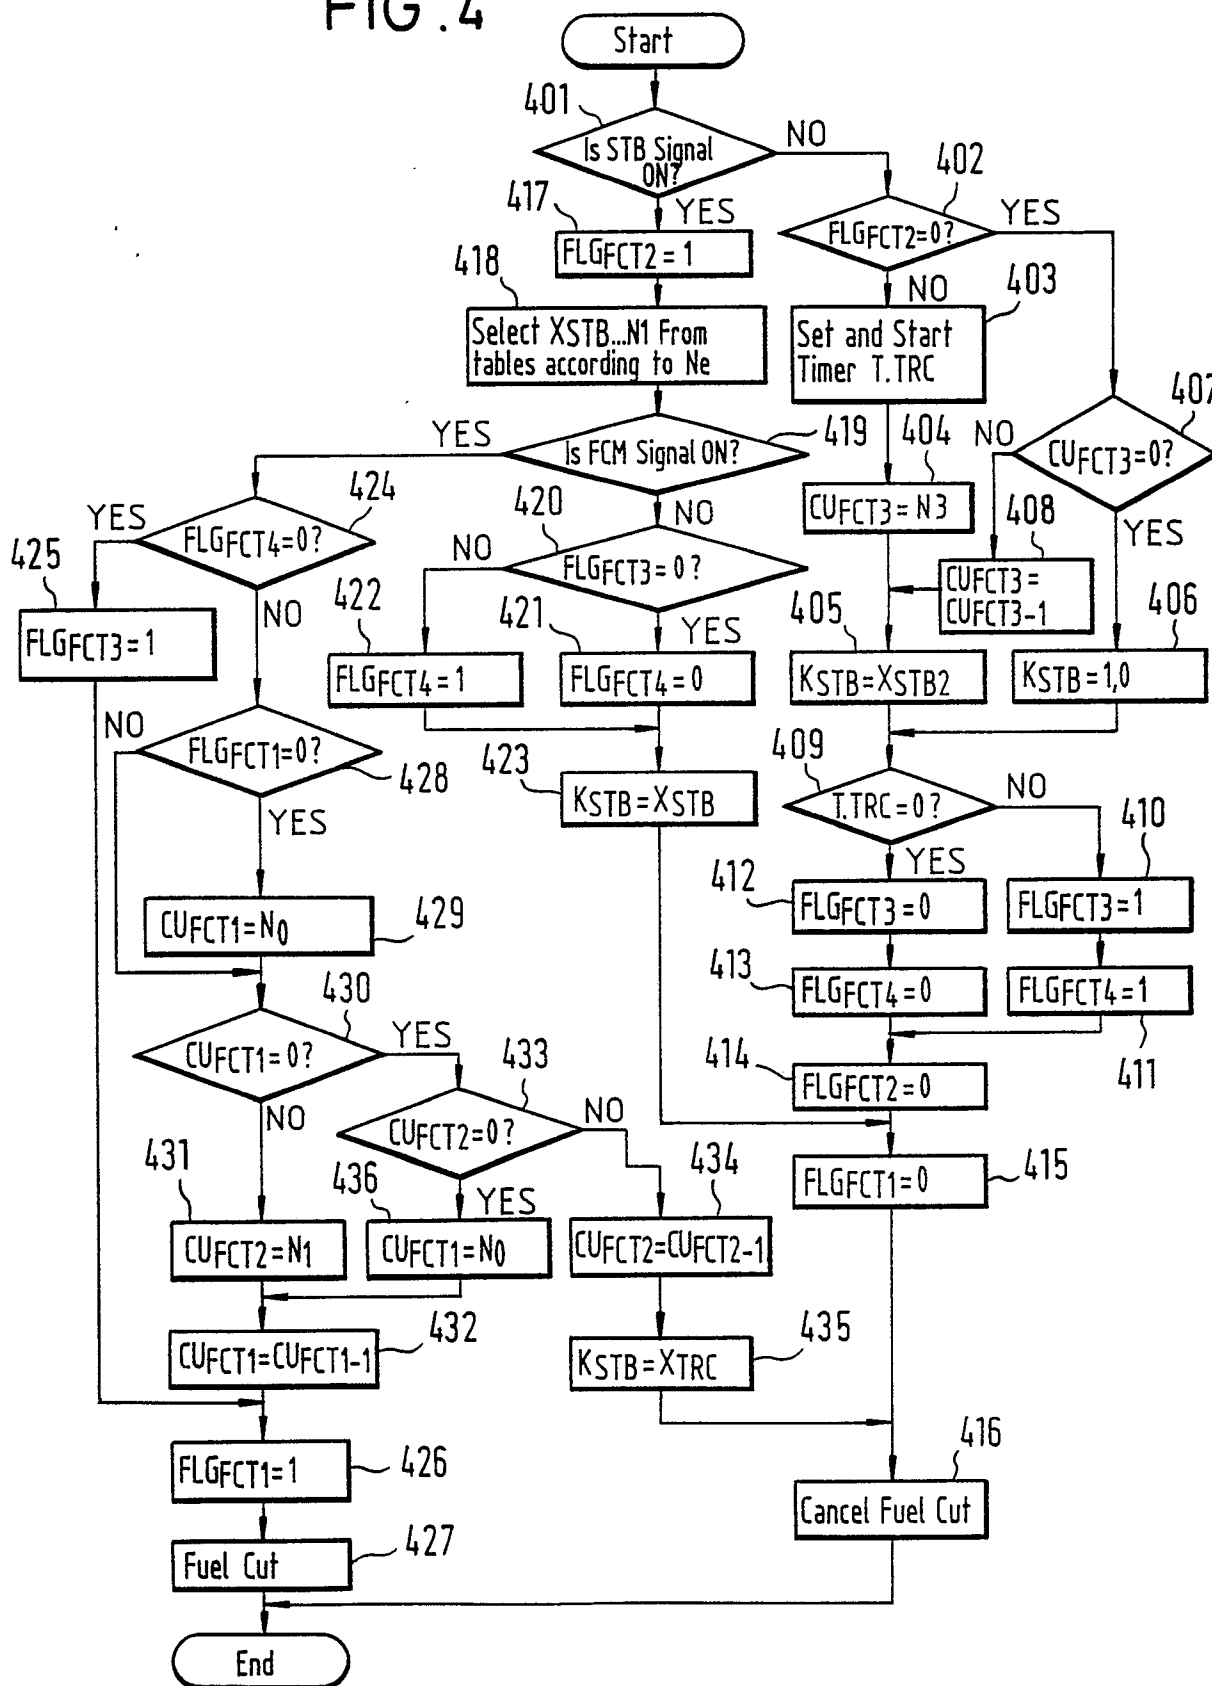 FIG. 4
Start
401
Is STB Signal
ON?
NO
YES
402
FLGFCT2=0?
YES
NO
417
FLGFCT2=1
418
Select XSTB...N1 From
tables according to Ne
403
Set and Start
Timer T.TRC
407
CUFCT3=0?
NO
YES
419
Is FCM Signal ON?
YES
NO
404
CUFCT3=N3
408
CUFCT3=
CUFCT3-1
424
FLGFCT4=0?
YES
NO
420
FLGFCT3=0?
NO
YES
425
FLGFCT3=1
422
FLGFCT4=1
421
FLGFCT4=0
405
KSTB=XSTB2
406
KSTB=1,0
FLGFCT1=0?
428
NO
YES
423
KSTB=XSTB
409
T.TRC=0?
NO
YES
410
FLGFCT3=1
412
FLGFCT3=0
CUFCT1=N0
429
413
FLGFCT4=0
FLGFCT4=1
411
430
CUFCT1=0?
YES
NO
433
CUFCT2=0?
NO
YES
414
FLGFCT2=0
431
CUFCT2=N1
436
CUFCT1=N0
434
CUFCT2=CUFCT2-1
FLGFCT1=0
415
CUFCT1=CUFCT1-1
432
KSTB=XTRC
435
FLGFCT1=1
426
416
Cancel Fuel Cut
Fuel Cut
427
End